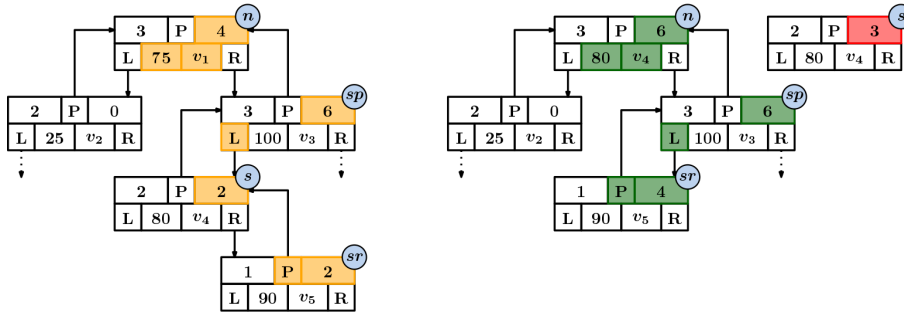 n n s
3 P 4 3 P 6 2 P 3
L 75 v₁ R L 80 v₄ R L 80 v₄ R
sp sp
2 P 0 3 P 6 2 P 0 3 P 6
L 25 v₂ R L 100 v₃ R L 25 v₂ R L 100 v₃ R
s sr
2 P 2 1 P 4
L 80 v₄ R L 90 v₅ R
sr
1 P 2
L 90 v₅ R